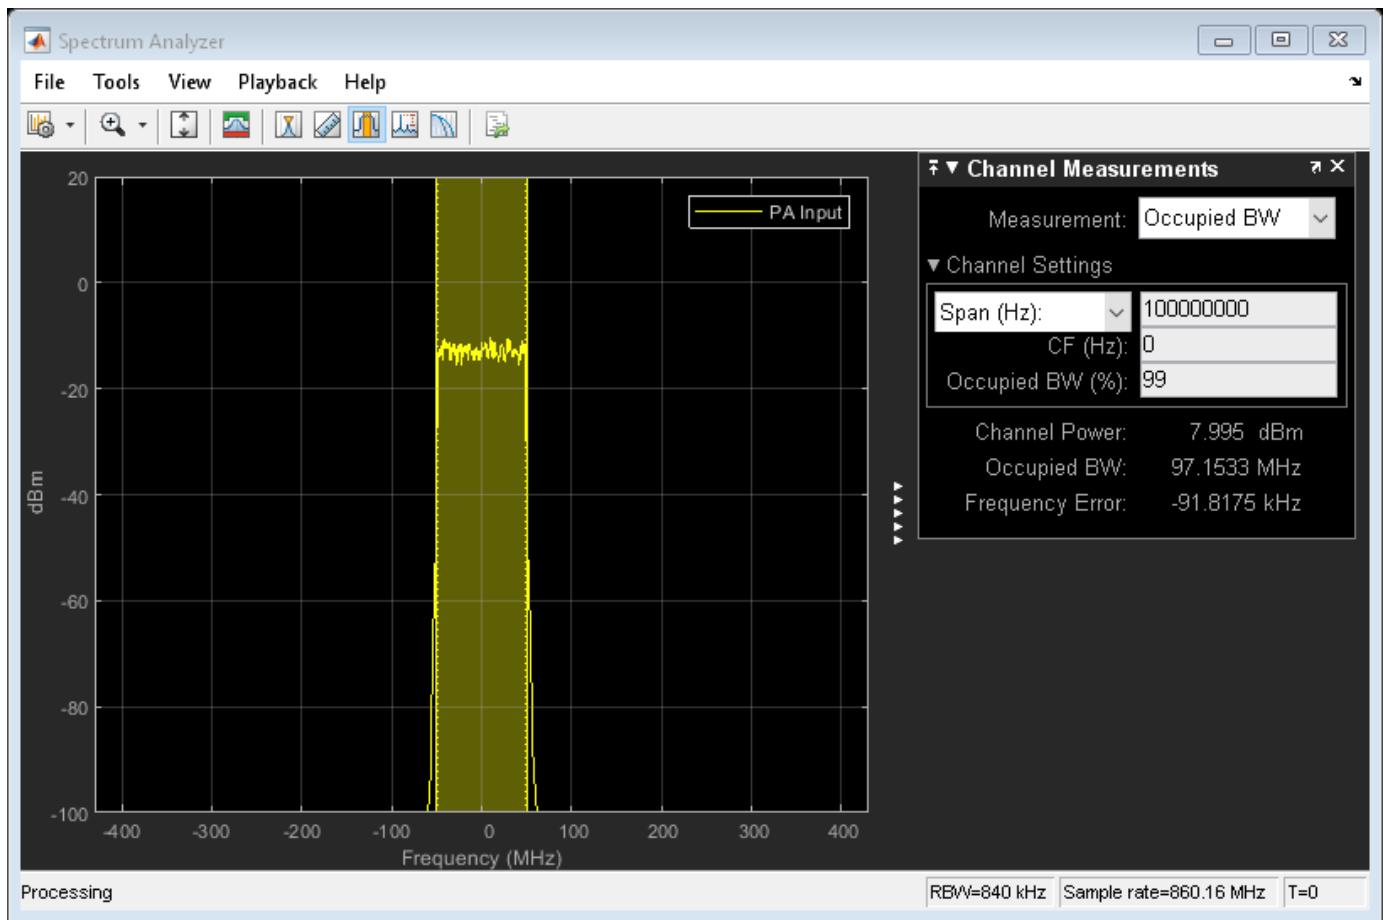 Spectrum Analyzer
File Tools View Playback Help
Channel Measurements
Measurement: Occupied BW
Channel Settings
Span (Hz): 100000000
CF (Hz): 0
Occupied BW (%): 99
Channel Power: 7.995 dBm
Occupied BW: 97.1533 MHz
Frequency Error: -91.8175 kHz
PA Input
20
0
-20
-40
-60
-80
-100
dBm
-400 -300 -200 -100 0 100 200 300 400
Frequency (MHz)
Processing RBW=840 kHz Sample rate=860.16 MHz T=0